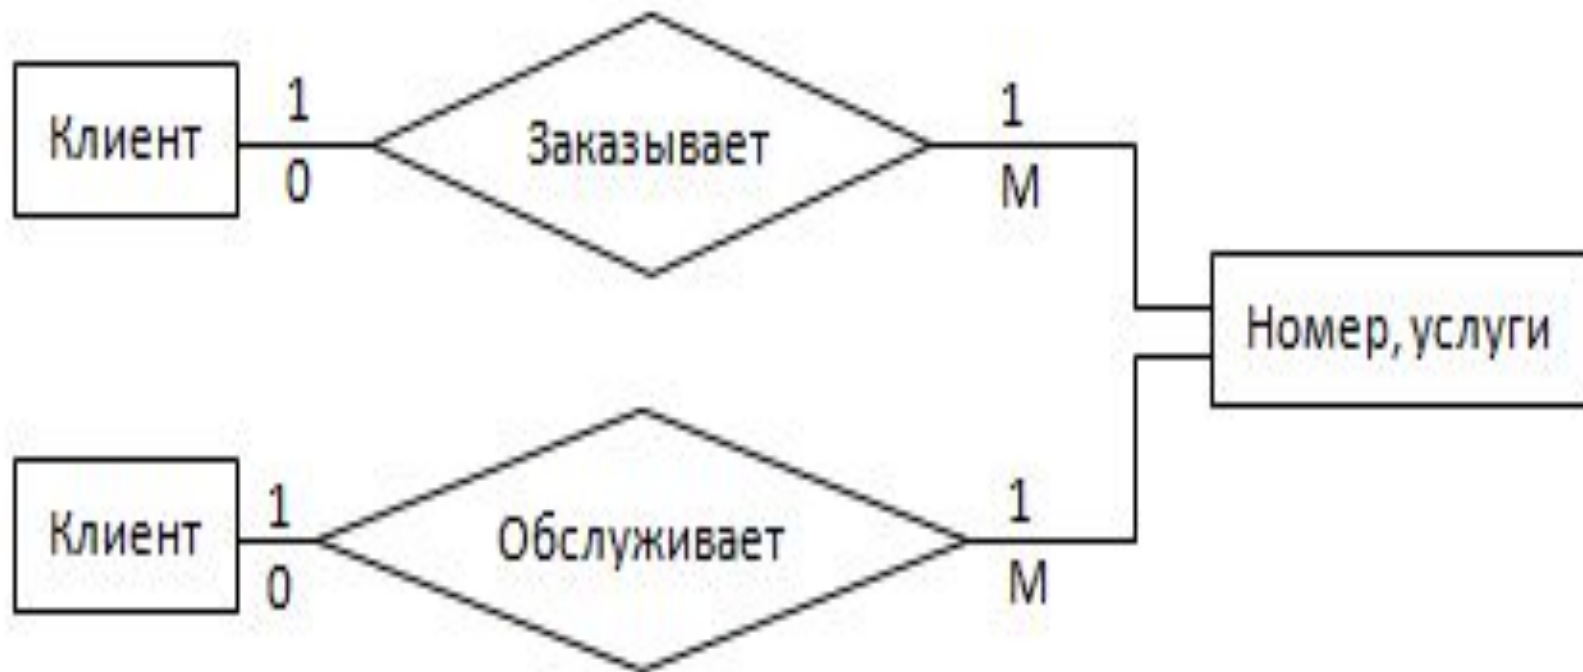 Клиент
1
0
Заказывает
1
М
Номер, услуги
Клиент
1
0
Обслуживает
1
М